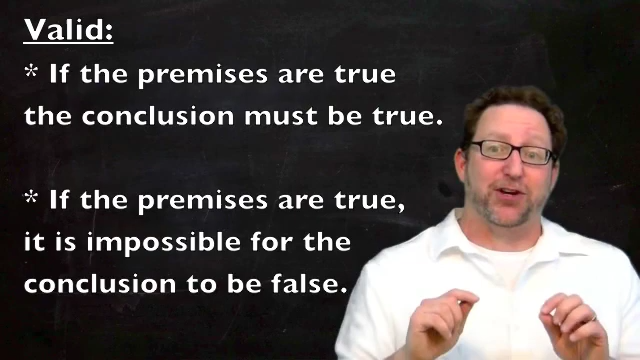 Valid:
* If the premises are true
the conclusion must be true.
* If the premises are true,
it is impossible for the
conclusion to be false.